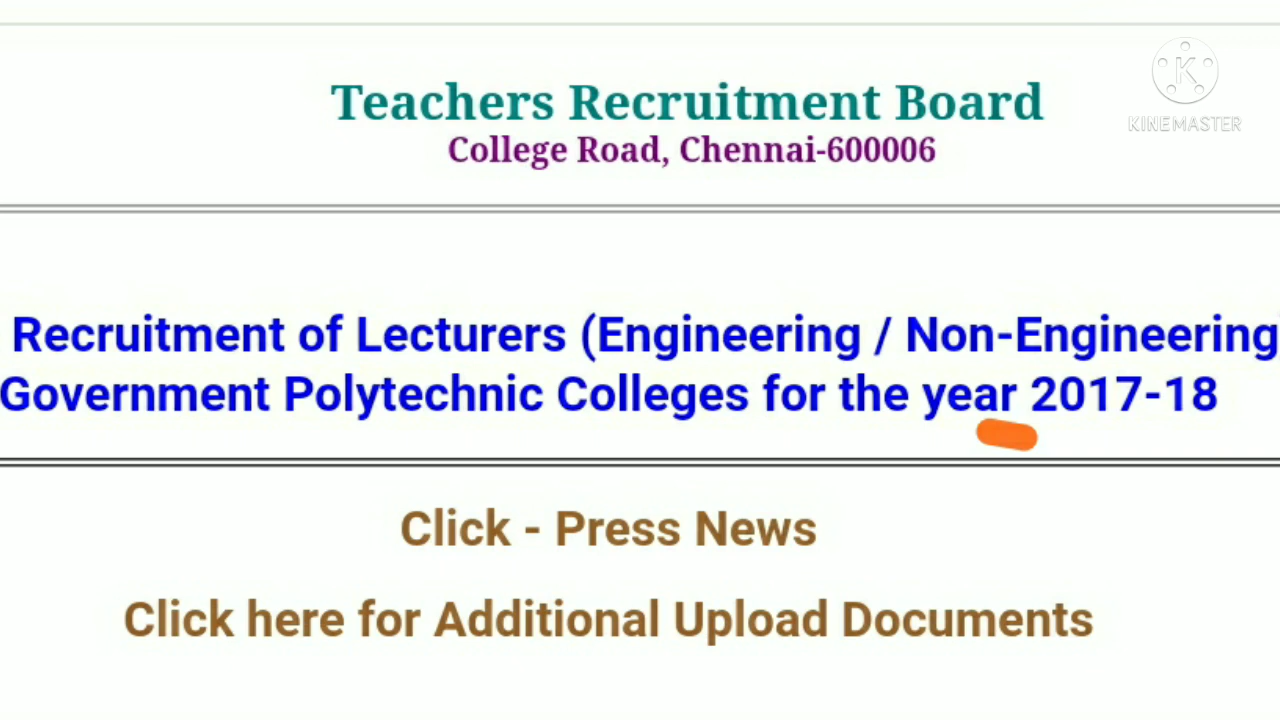 Teachers Recruitment Board
College Road, Chennai-600006
KINEMASTER
Recruitment of Lecturers (Engineering / Non-Engineering)
Government Polytechnic Colleges for the year 2017-18
Click - Press News
Click here for Additional Upload Documents